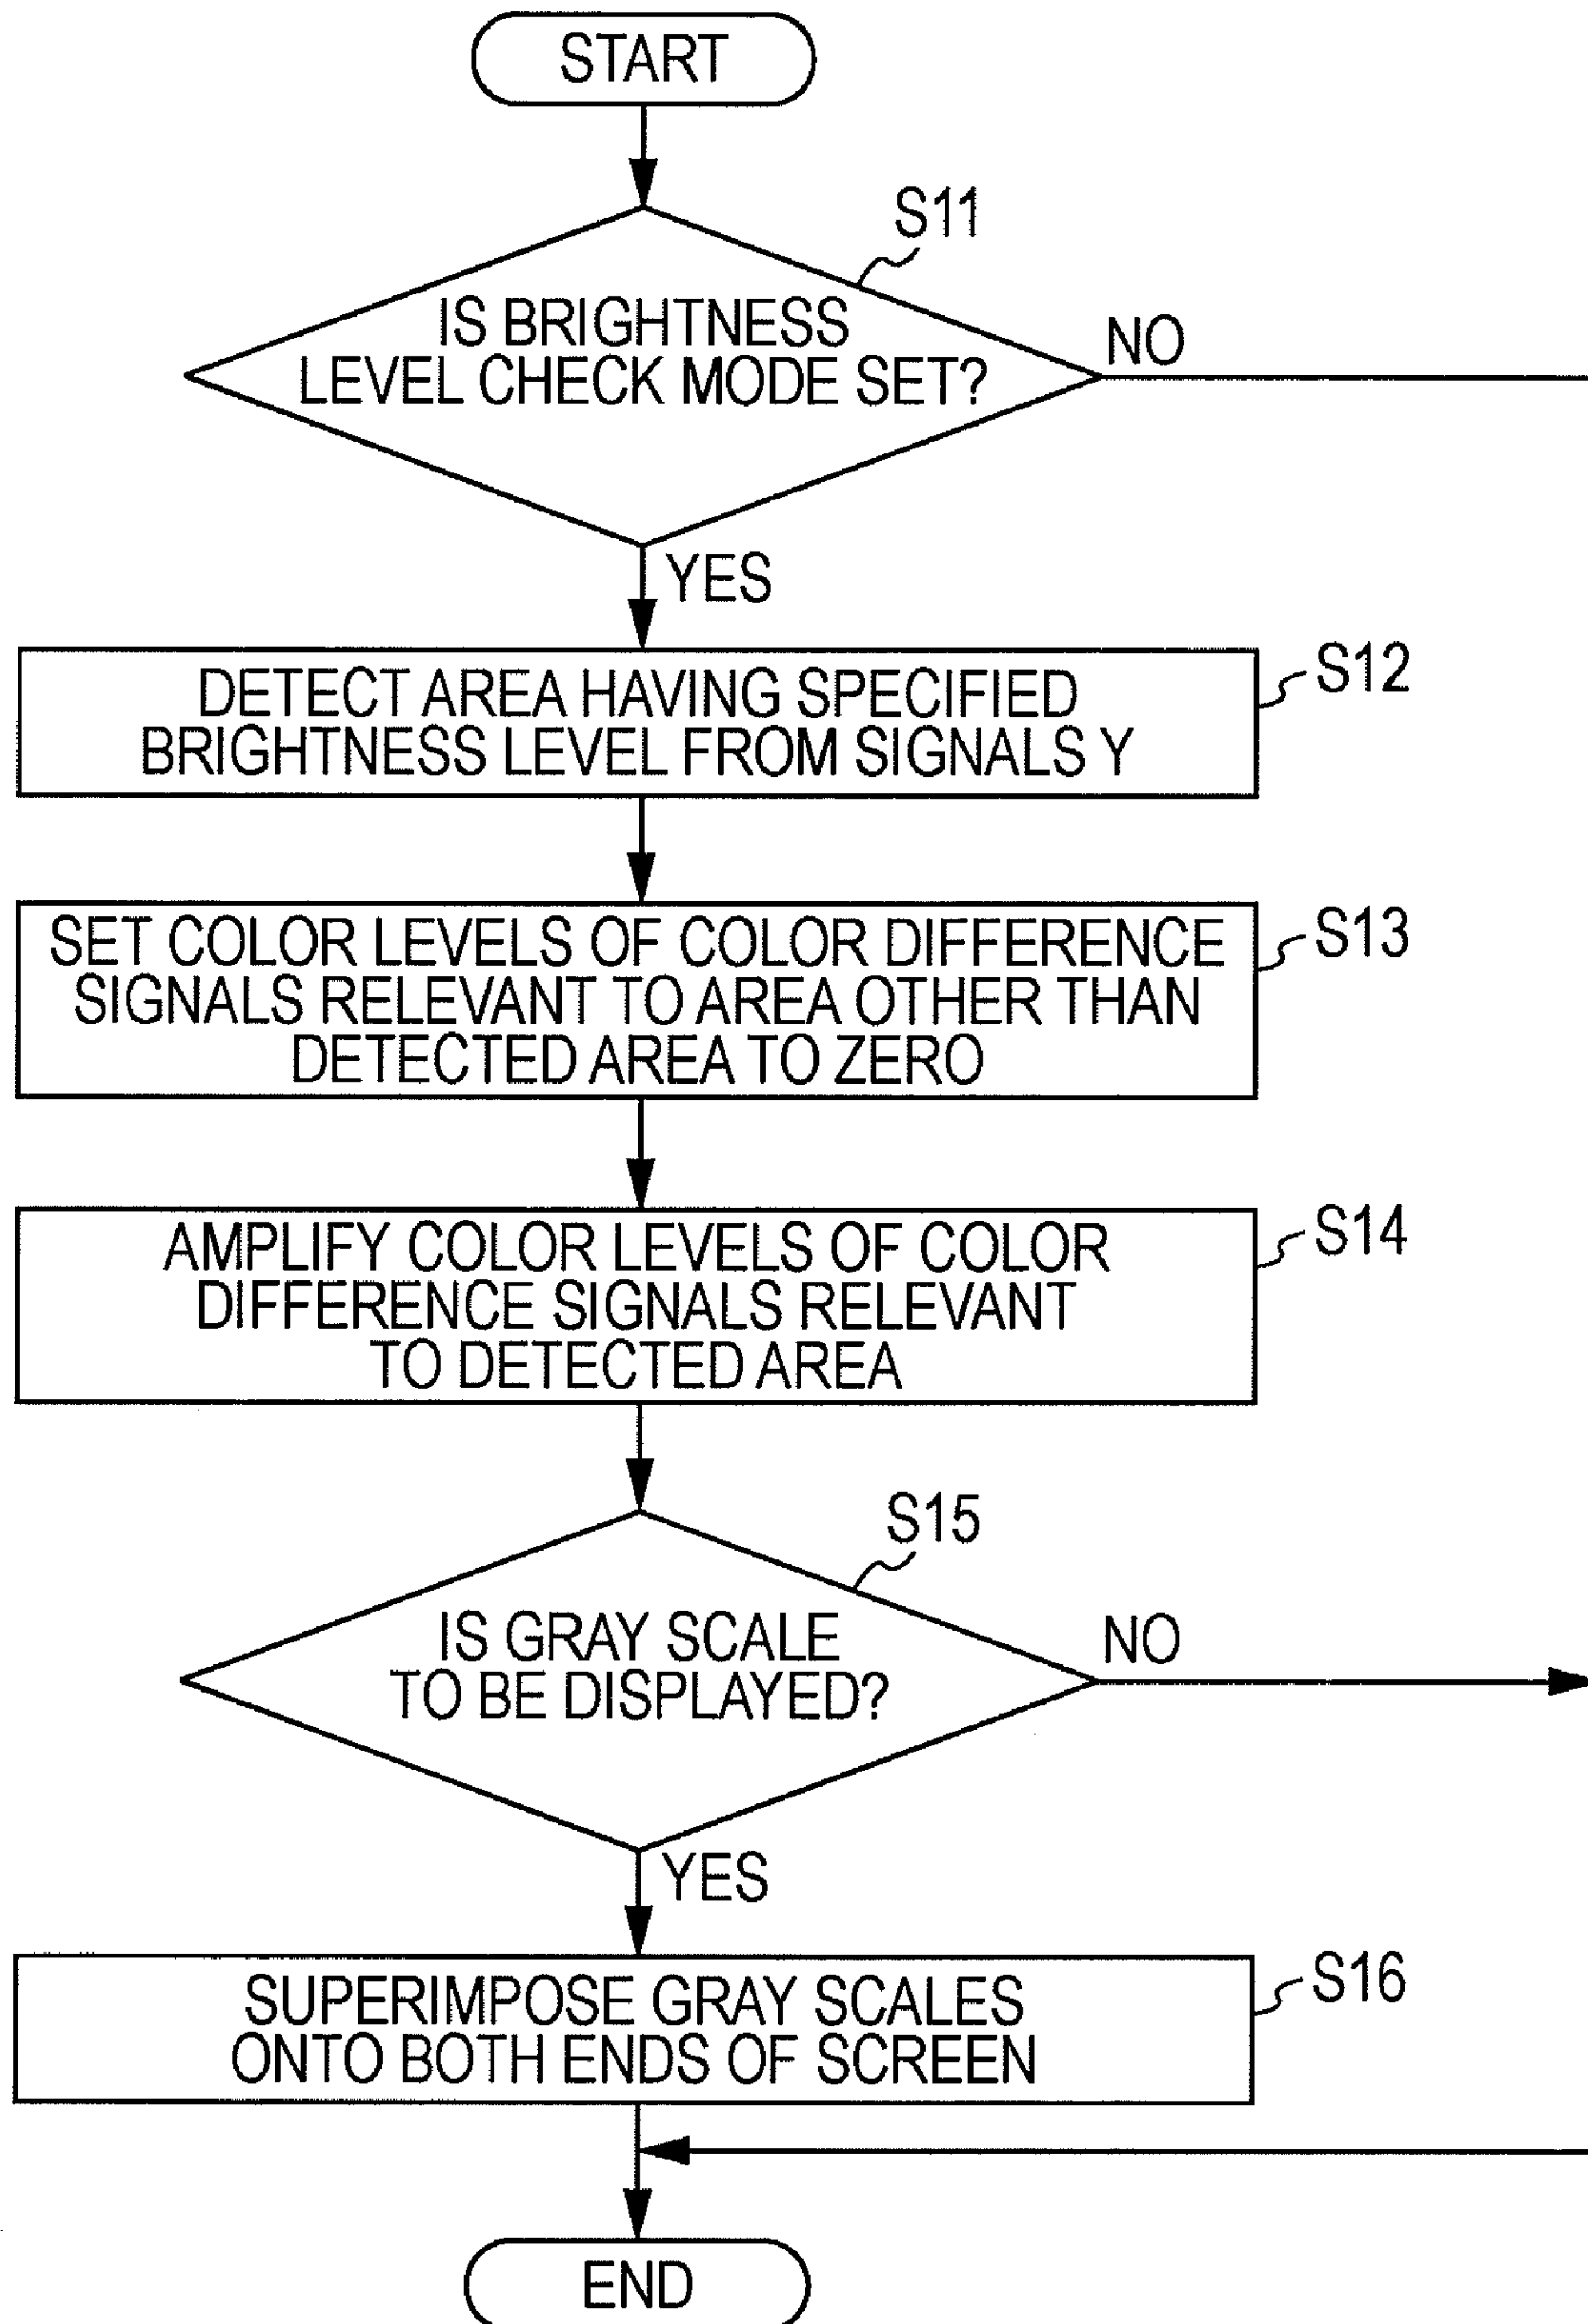 START
S11
IS BRIGHTNESS
LEVEL CHECK MODE SET?
NO
YES
S12
DETECT AREA HAVING SPECIFIED
BRIGHTNESS LEVEL FROM SIGNALS Y
S13
SET COLOR LEVELS OF COLOR DIFFERENCE
SIGNALS RELEVANT TO AREA OTHER THAN
DETECTED AREA TO ZERO
S14
AMPLIFY COLOR LEVELS OF COLOR
DIFFERENCE SIGNALS RELEVANT
TO DETECTED AREA
S15
IS GRAY SCALE
TO BE DISPLAYED?
NO
YES
S16
SUPERIMPOSE GRAY SCALES
ONTO BOTH ENDS OF SCREEN
END